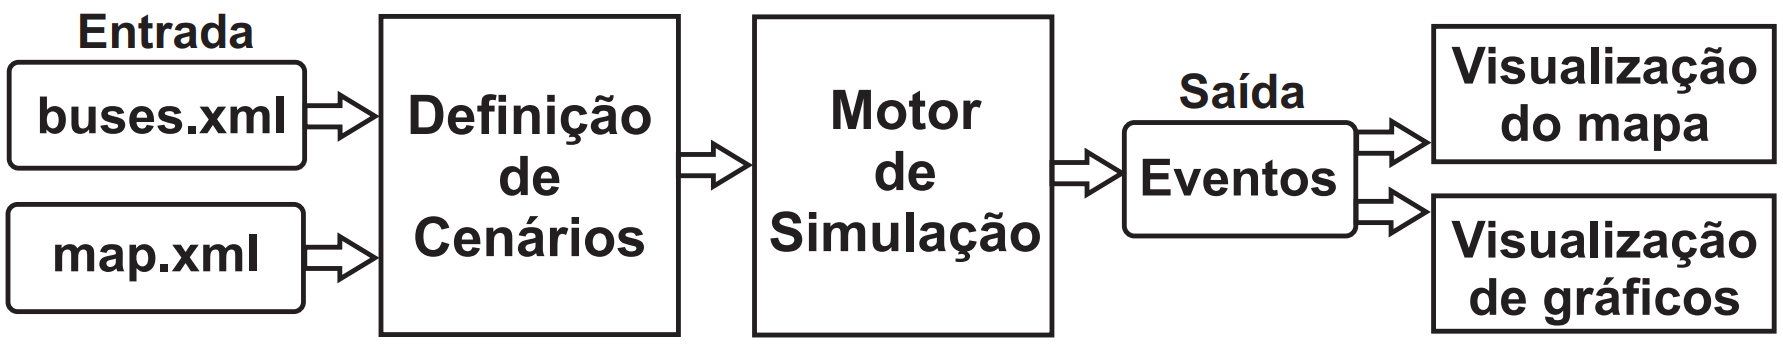 Entrada
buses.xml
map.xml
Definição
de
Cenários
Motor
de
Simulação
Saída
Eventos
Visualização
do mapa
Visualização
de gráficos